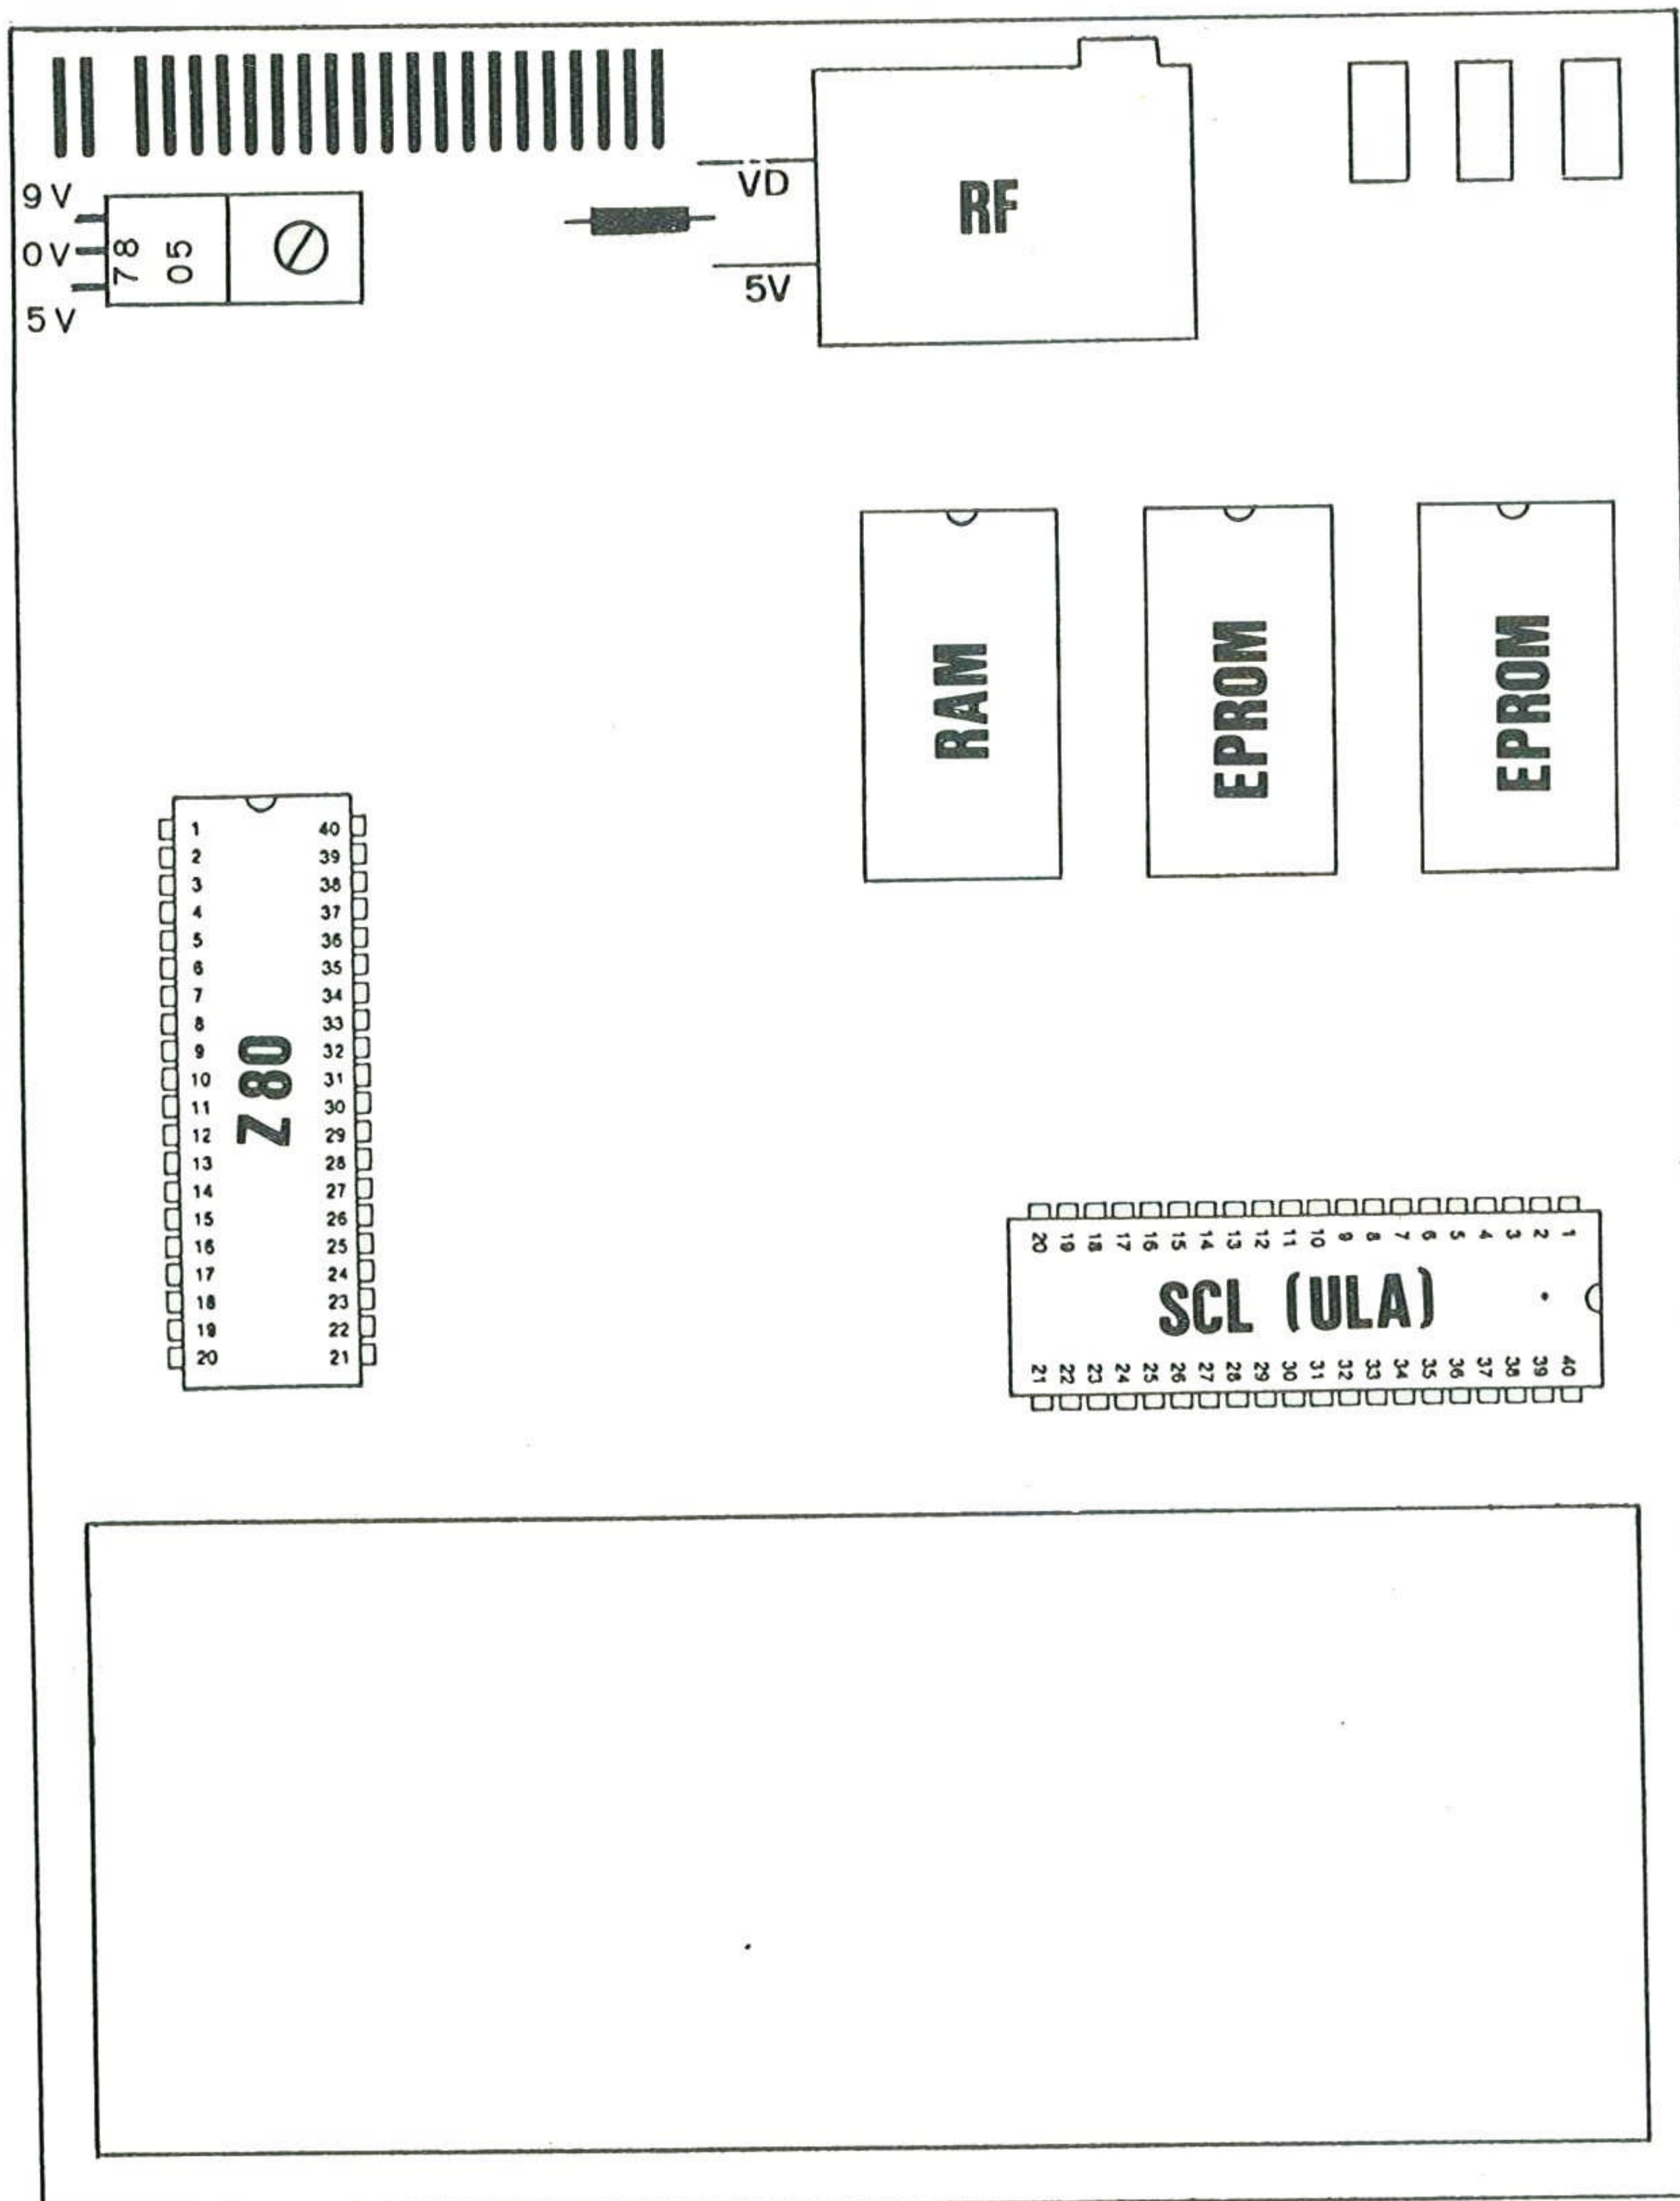 9 V
0 V
5 V
78
05
VD
5V
RF
RAM
EPROM
EPROM
Z 80
1 40
2 39
3 38
4 37
5 36
6 35
7 34
8 33
9 32
10 31
11 30
12 29
13 28
14 27
15 26
16 25
17 24
18 23
19 22
20 21
20 19 18 17 16 15 14 13 12 11 10 9 8 7 6 5 4 3 2 1
SCL (ULA)
21 22 23 24 25 26 27 28 29 30 31 32 33 34 35 36 37 38 39 40